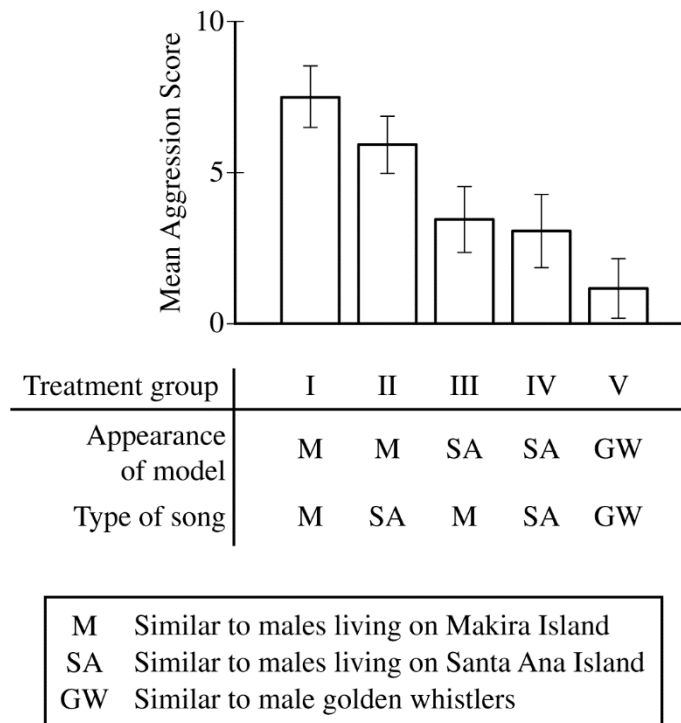 10
5
0
Mean Aggression Score
Treatment group I II III IV V
Appearance
of model M M SA SA GW
Type of song M SA M SA GW
M Similar to males living on Makira Island
SA Similar to males living on Santa Ana Island
GW Similar to male golden whistlers